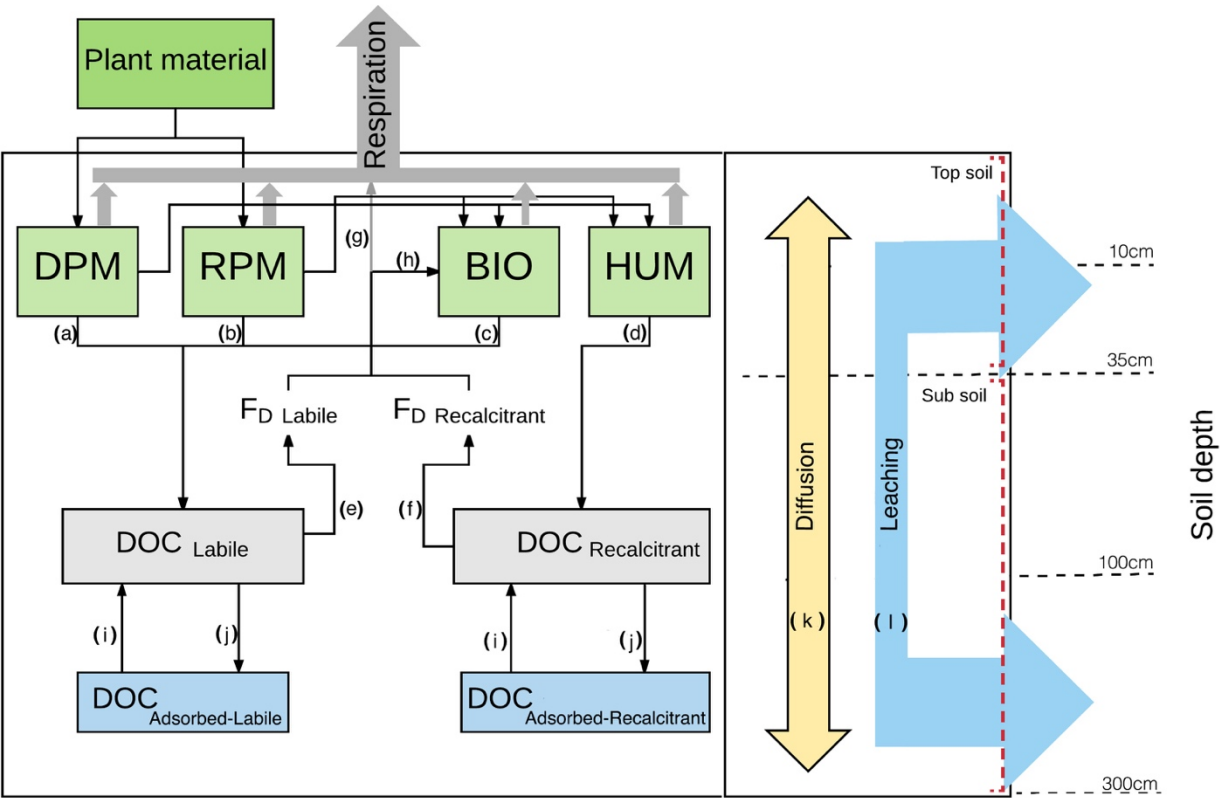 Plant material
Respiration
DPM
RPM
BIO
HUM
(g)
(h)
(a)
(b)
(c)
(d)
FD Labile
FD Recalcitrant
(e)
(f)
DOC Labile
DOC Recalcitrant
(i)
(j)
(i)
(j)
DOC Adsorbed-Labile
DOC Adsorbed-Recalcitrant
Top soil
Sub soil
Diffusion
(k)
Leaching
(l)
10cm
35cm
100cm
300cm
Soil depth